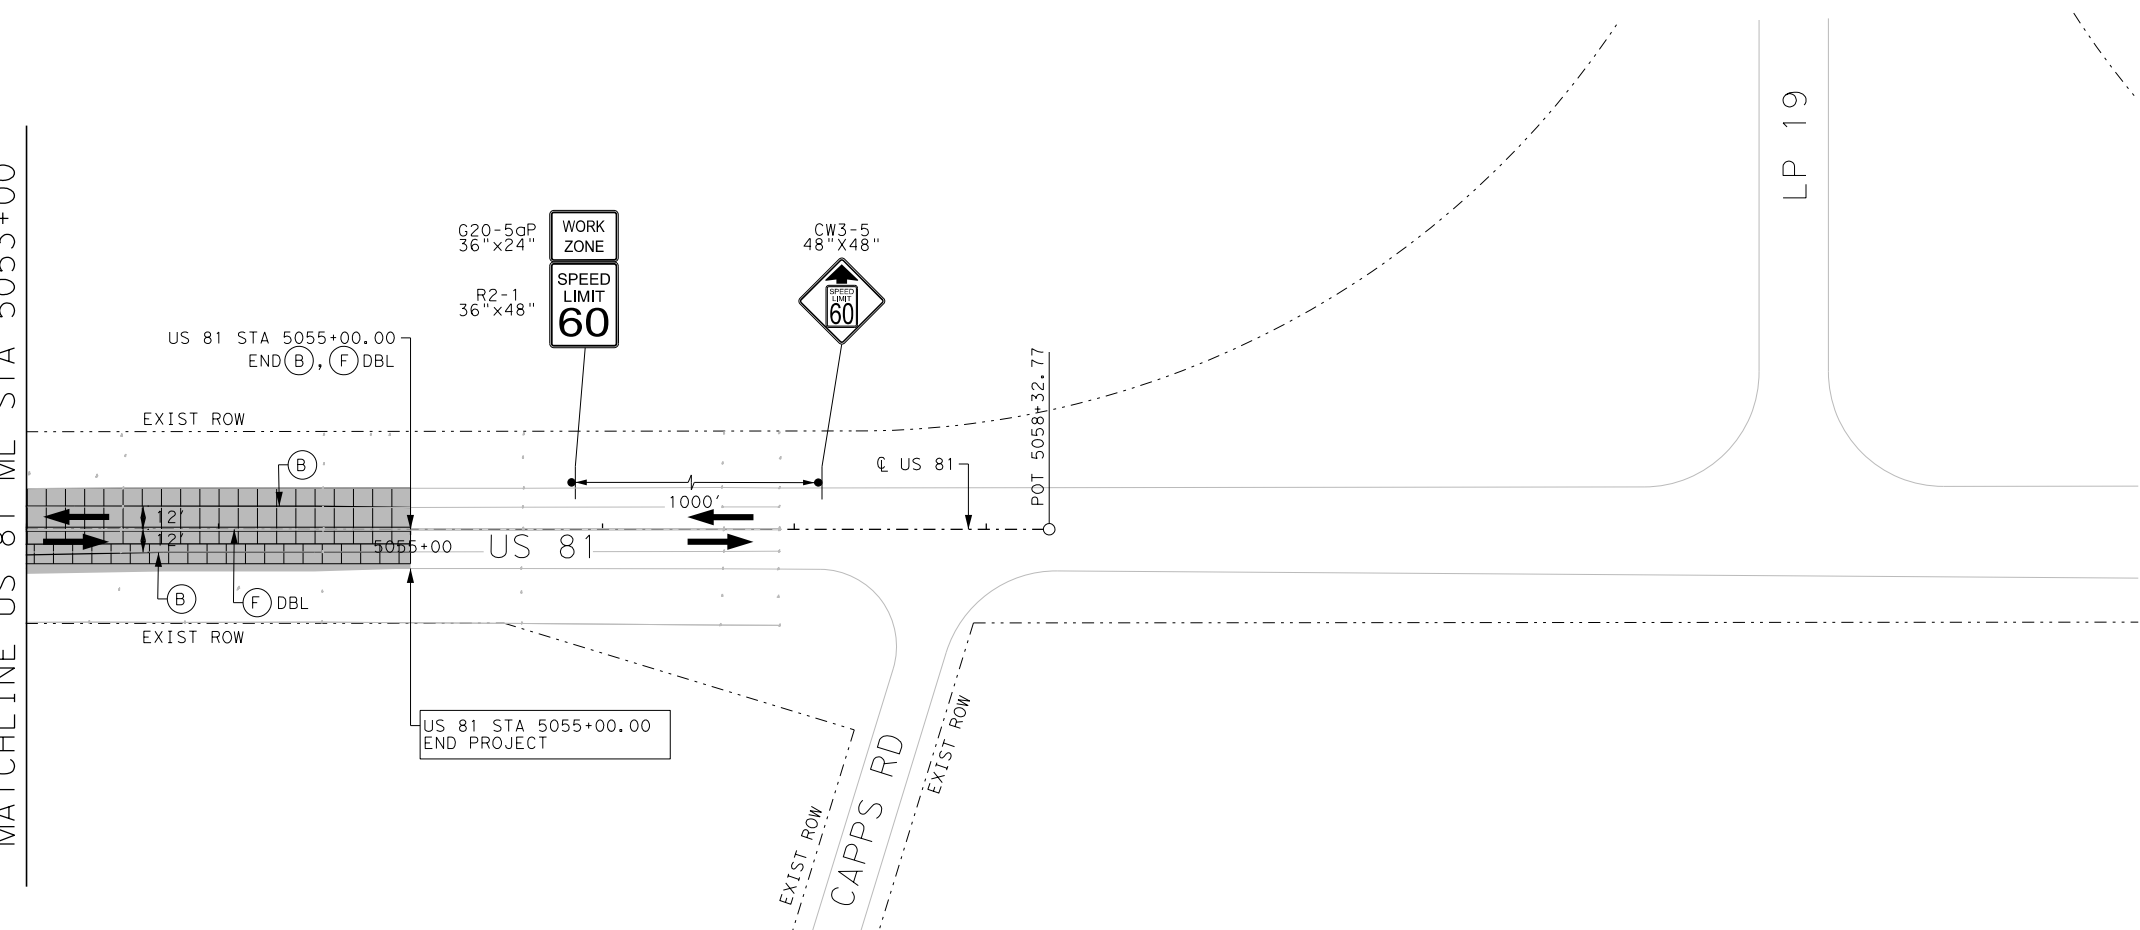 MATCHLINE US 81 ML STA 5053+00
G20-5aP
36"x24"
WORK
ZONE
R2-1
36"x48"
SPEED
LIMIT
60
CW3-5
48"X48"
SPEED
LIMIT
60
US 81 STA 5055+00.00
END B, F DBL
EXIST ROW
B
12'
12'
5055+00
US 81
1000'
℄ US 81
POT 5058+32.77
LP 19
B
F DBL
EXIST ROW
US 81 STA 5055+00.00
END PROJECT
EXIST ROW
CAPPS RD
EXIST ROW